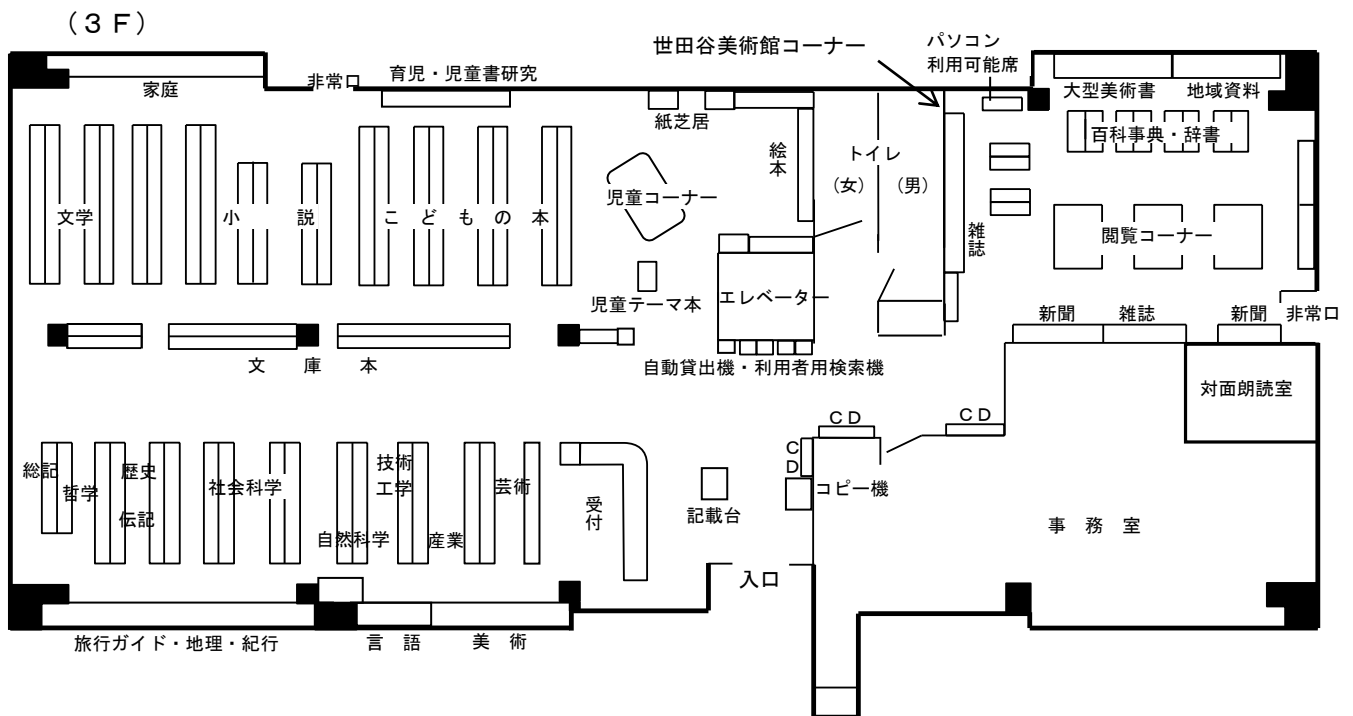 （３Ｆ）
世田谷美術館コーナー
パソコン
利用可能席
家庭
非常口
育児・児童書研究
紙芝居
大型美術書
地域資料
百科事典・辞書
絵本
トイレ
（女）
（男）
児童コーナー
文学
小　説
こどもの本
雑誌
閲覧コーナー
児童テーマ本
エレベーター
新聞
雑誌
新聞
非常口
文　庫　本
自動貸出機・利用者用検索機
対面朗読室
ＣＤ
ＣＤ
ＣＤ
総記
哲学
歴史
伝記
社会科学
技術
工学
芸術
自然科学
産業
受付
記載台
コピー機
事　務　室
入口
旅行ガイド・地理・紀行
言　語
美　術